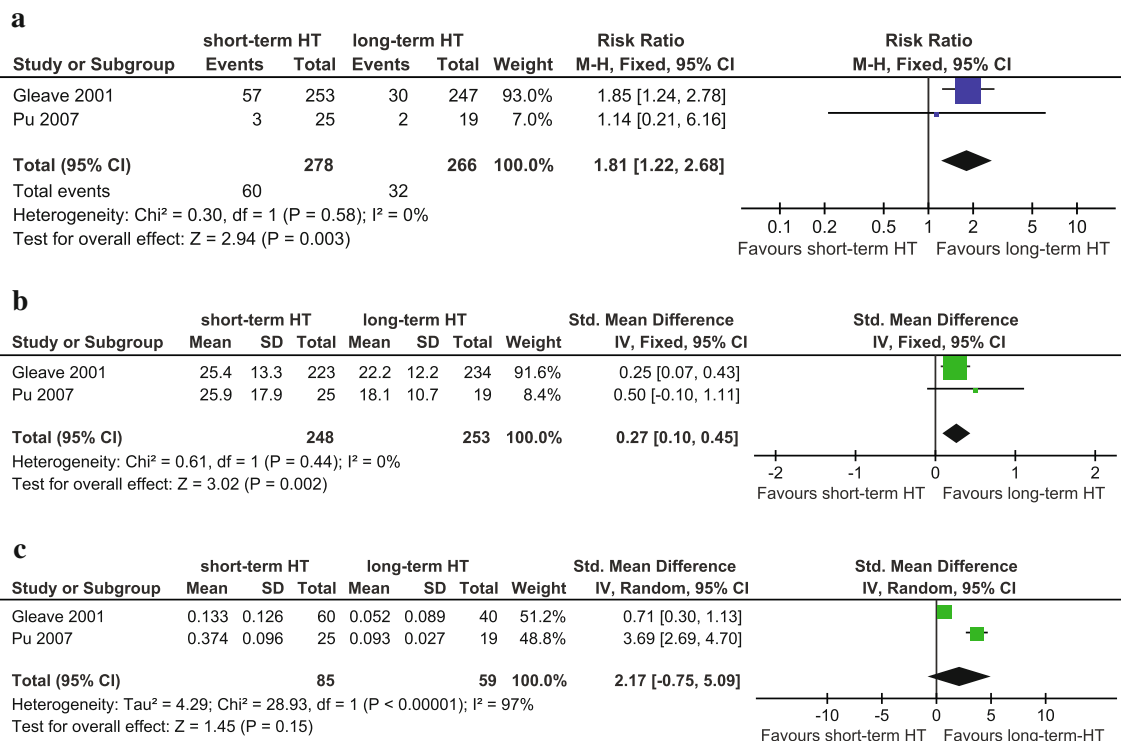 a
short-term HT long-term HT Risk Ratio Risk Ratio
Study or Subgroup Events Total Events Total Weight M-H, Fixed, 95% CI M-H, Fixed, 95% CI
Gleave 2001 57 253 30 247 93.0% 1.85 [1.24, 2.78]
Pu 2007 3 25 2 19 7.0% 1.14 [0.21, 6.16]
Total (95% CI) 278 266 100.0% 1.81 [1.22, 2.68]
Total events 60 32
Heterogeneity: Chi² = 0.30, df = 1 (P = 0.58); I² = 0%
Test for overall effect: Z = 2.94 (P = 0.003)
0.1 0.2 0.5 1 2 5 10
Favours short-term HT Favours long-term HT
b
short-term HT long-term HT Std. Mean Difference Std. Mean Difference
Study or Subgroup Mean SD Total Mean SD Total Weight IV, Fixed, 95% CI IV, Fixed, 95% CI
Gleave 2001 25.4 13.3 223 22.2 12.2 234 91.6% 0.25 [0.07, 0.43]
Pu 2007 25.9 17.9 25 18.1 10.7 19 8.4% 0.50 [-0.10, 1.11]
Total (95% CI) 248 253 100.0% 0.27 [0.10, 0.45]
Heterogeneity: Chi² = 0.61, df = 1 (P = 0.44); I² = 0%
Test for overall effect: Z = 3.02 (P = 0.002)
-2 -1 0 1 2
Favours short-term HT Favours long-term HT
c
short-term HT long-term HT Std. Mean Difference Std. Mean Difference
Study or Subgroup Mean SD Total Mean SD Total Weight IV, Random, 95% CI IV, Random, 95% CI
Gleave 2001 0.133 0.126 60 0.052 0.089 40 51.2% 0.71 [0.30, 1.13]
Pu 2007 0.374 0.096 25 0.093 0.027 19 48.8% 3.69 [2.69, 4.70]
Total (95% CI) 85 59 100.0% 2.17 [-0.75, 5.09]
Heterogeneity: Tau² = 4.29; Chi² = 28.93, df = 1 (P < 0.00001); I² = 97%
Test for overall effect: Z = 1.45 (P = 0.15)
-10 -5 0 5 10
Favours short-term HT Favours long-term-HT